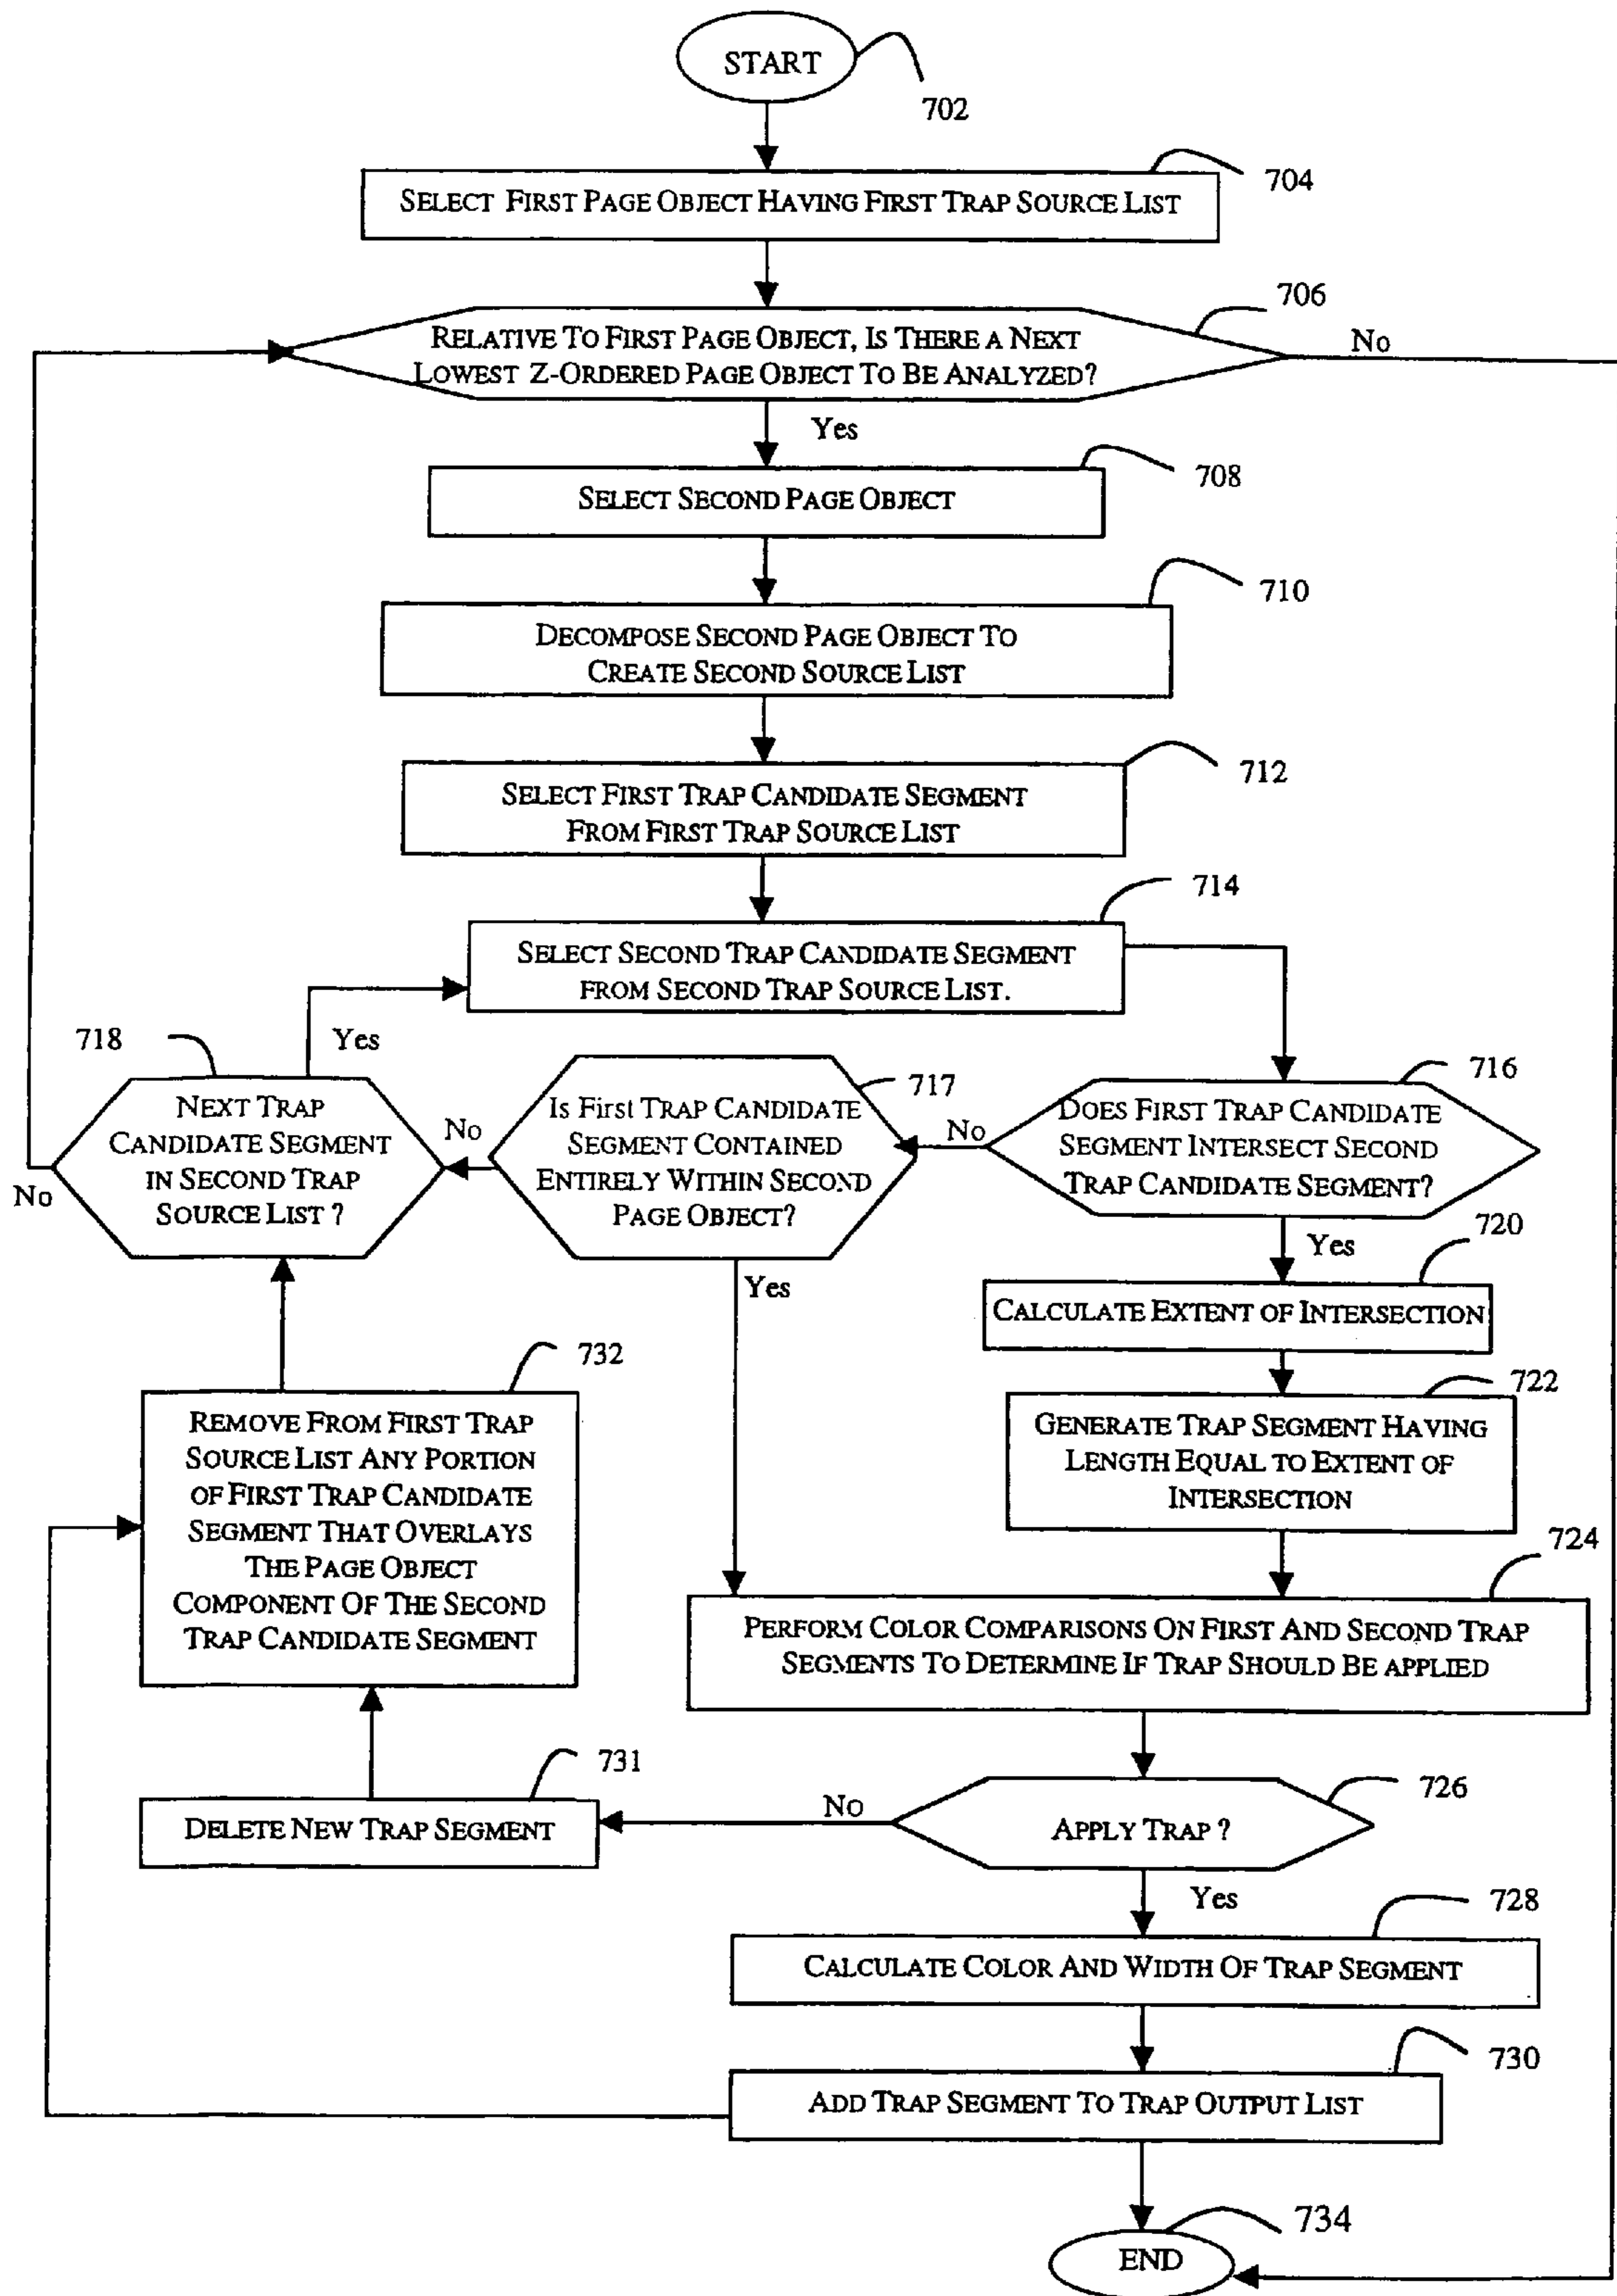 START
702
704
SELECT FIRST PAGE OBJECT HAVING FIRST TRAP SOURCE LIST
706
RELATIVE TO FIRST PAGE OBJECT, IS THERE A NEXT
LOWEST Z-ORDERED PAGE OBJECT TO BE ANALYZED?
No
Yes
708
SELECT SECOND PAGE OBJECT
710
DECOMPOSE SECOND PAGE OBJECT TO
CREATE SECOND SOURCE LIST
712
SELECT FIRST TRAP CANDIDATE SEGMENT
FROM FIRST TRAP SOURCE LIST
714
SELECT SECOND TRAP CANDIDATE SEGMENT
FROM SECOND TRAP SOURCE LIST.
718
Yes
NEXT TRAP
CANDIDATE SEGMENT
IN SECOND TRAP
SOURCE LIST ?
No
No
717
Is First TRAP CANDIDATE
SEGMENT CONTAINED
ENTIRELY WITHIN SECOND
PAGE OBJECT?
Yes
No
716
DOES FIRST TRAP CANDIDATE
SEGMENT INTERSECT SECOND
TRAP CANDIDATE SEGMENT?
Yes
720
CALCULATE EXTENT OF INTERSECTION
722
GENERATE TRAP SEGMENT HAVING
LENGTH EQUAL TO EXTENT OF
INTERSECTION
732
REMOVE FROM FIRST TRAP
SOURCE LIST ANY PORTION
OF FIRST TRAP CANDIDATE
SEGMENT THAT OVERLAYS
THE PAGE OBJECT
COMPONENT OF THE SECOND
TRAP CANDIDATE SEGMENT
724
PERFORM COLOR COMPARISONS ON FIRST AND SECOND TRAP
SEGMENTS TO DETERMINE IF TRAP SHOULD BE APPLIED
731
DELETE NEW TRAP SEGMENT
No
726
APPLY TRAP ?
Yes
728
CALCULATE COLOR AND WIDTH OF TRAP SEGMENT
730
ADD TRAP SEGMENT TO TRAP OUTPUT LIST
734
END